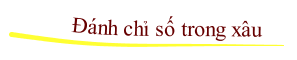 Đánh chỉ số trong xâu